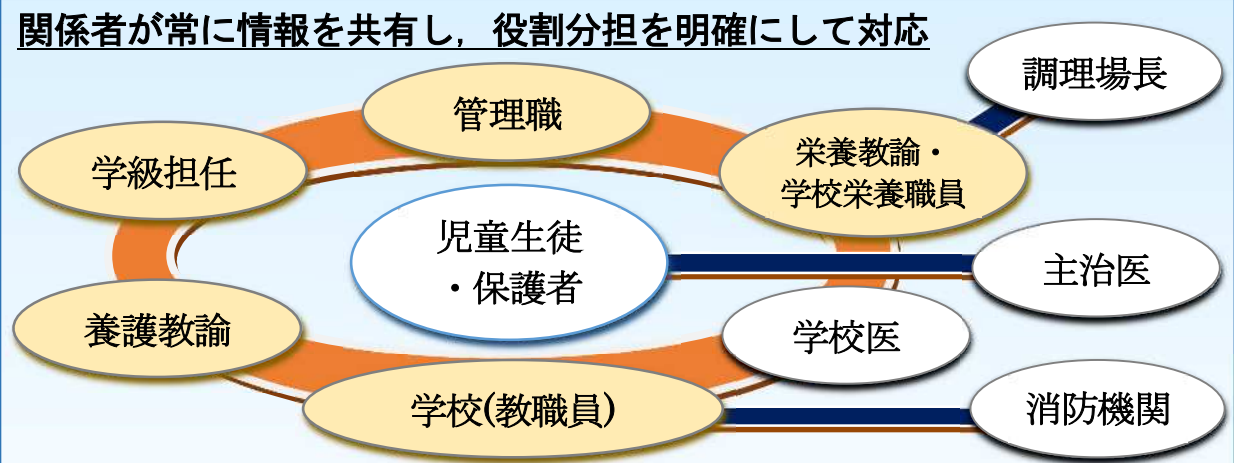 関係者が常に情報を共有し，役割分担を明確にして対応
調理場長
管理職
栄養教諭・
学校栄養職員
学級担任
児童生徒
・保護者
主治医
養護教諭
学校医
学校(教職員)
消防機関